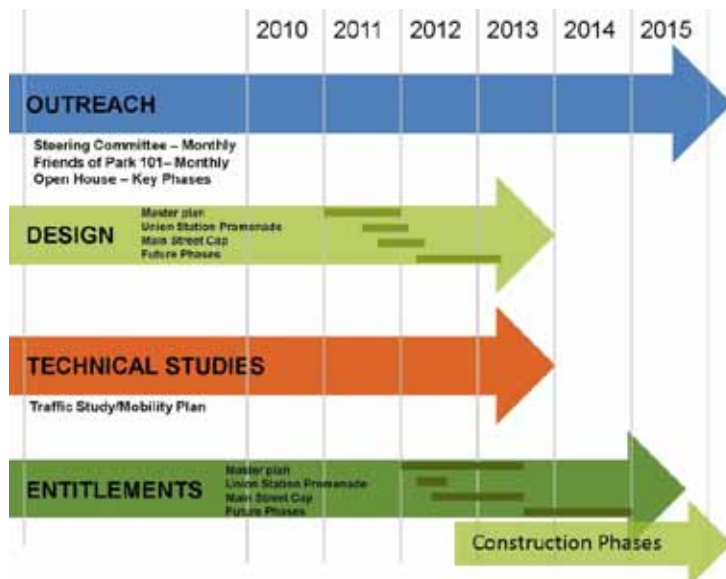 2010 2011 2012 2013 2014 2015
OUTREACH
Steering Committee – Monthly
Friends of Park 101– Monthly
Open House – Key Phases
DESIGN
Master plan
Union Station Promenade
Main Street Cap
Future Phases
TECHNICAL STUDIES
Traffic Study/Mobility Plan
ENTITLEMENTS
Master plan
Union Station Promenade
Main Street Cap
Future Phases
Construction Phases